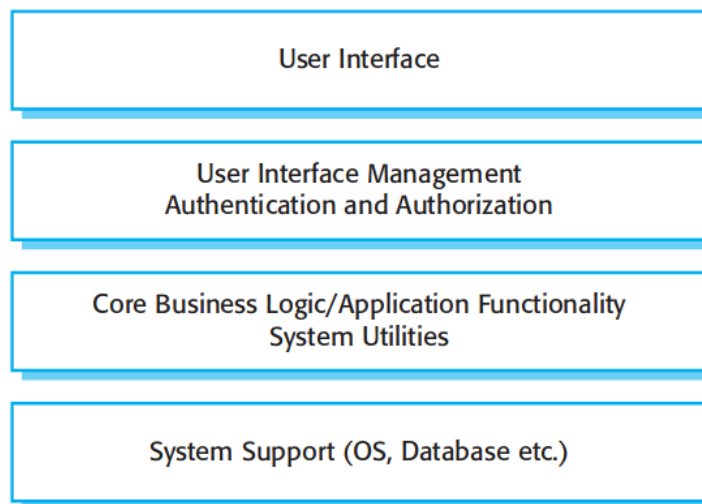 User Interface
User Interface Management
Authentication and Authorization
Core Business Logic/Application Functionality
System Utilities
System Support (OS, Database etc.)